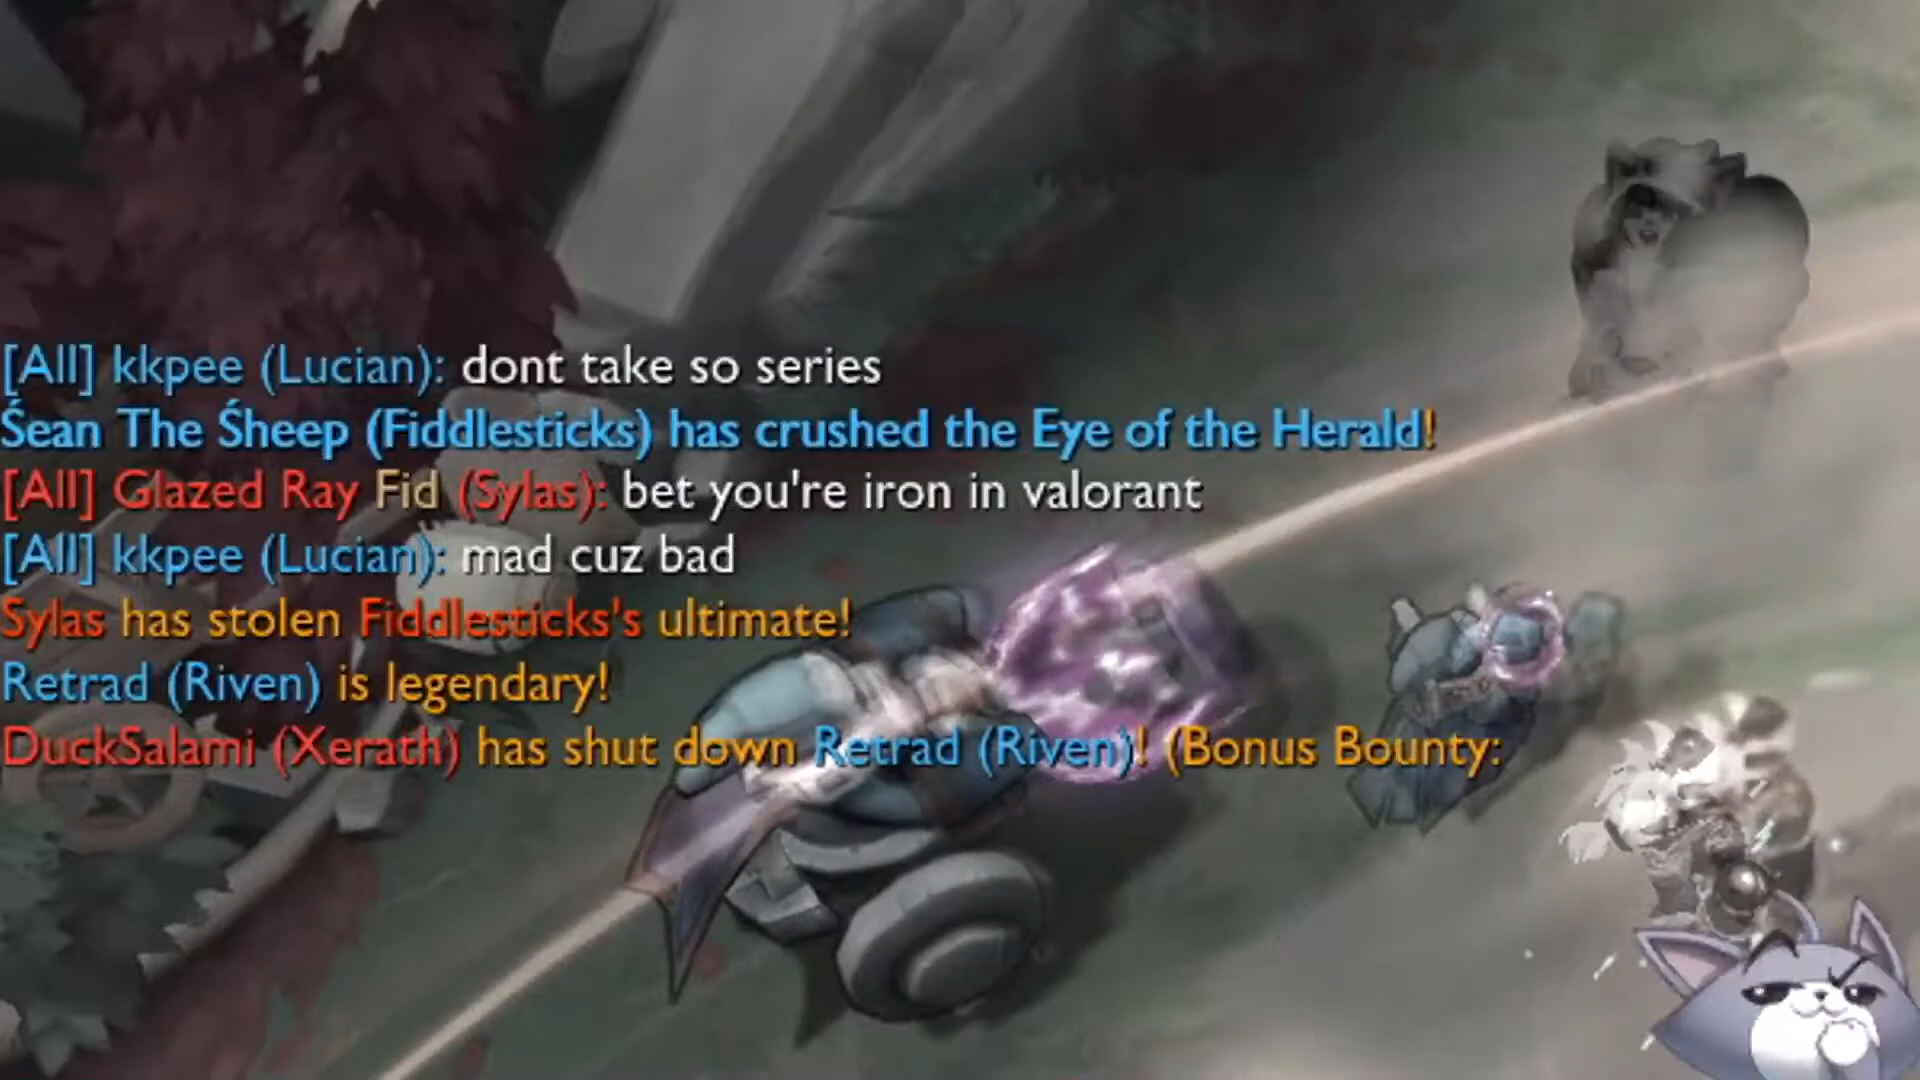 [All] kkpee (Lucian): dont take so series
Śean The Śheep (Fiddlesticks) has crushed the Eye of the Herald!
[All] Glazed Ray Fid (Sylas): bet you're iron in valorant
[All] kkpee (Lucian): mad cuz bad
Sylas has stolen Fiddlesticks's ultimate!
Retrad (Riven) is legendary!
DuckSalami (Xerath) has shut down Retrad (Riven)! (Bonus Bounty: